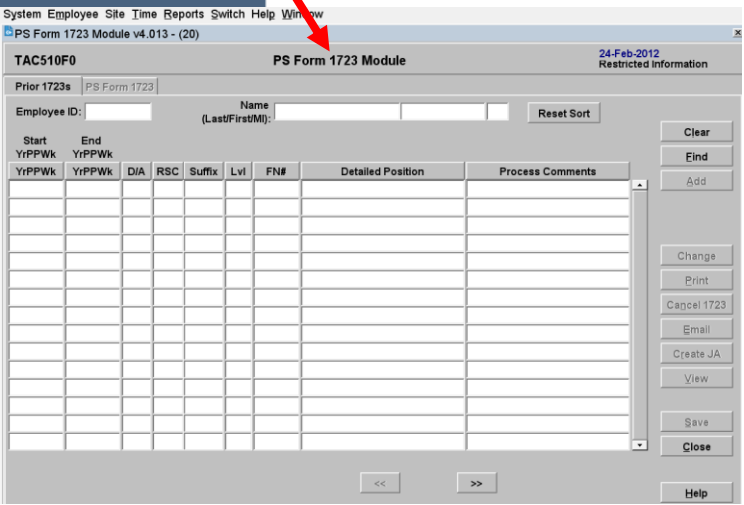 System Employee Site Time Reports Switch Help Window
PS Form 1723 Module v4.013 - (20)
TAC510F0 PS Form 1723 Module 24-Feb-2012
Restricted Information
Prior 1723s PS Form 1723
Employee ID: Name (Last/First/MI): Reset Sort
Start YrPPWk End YrPPWk
YrPPWk YrPPWk D/A RSC Suffix Lvl FN# Detailed Position Process Comments
Clear
Find
Add
Change
Print
Cancel 1723
Email
Create JA
View
Save
Close
<< >>
Help